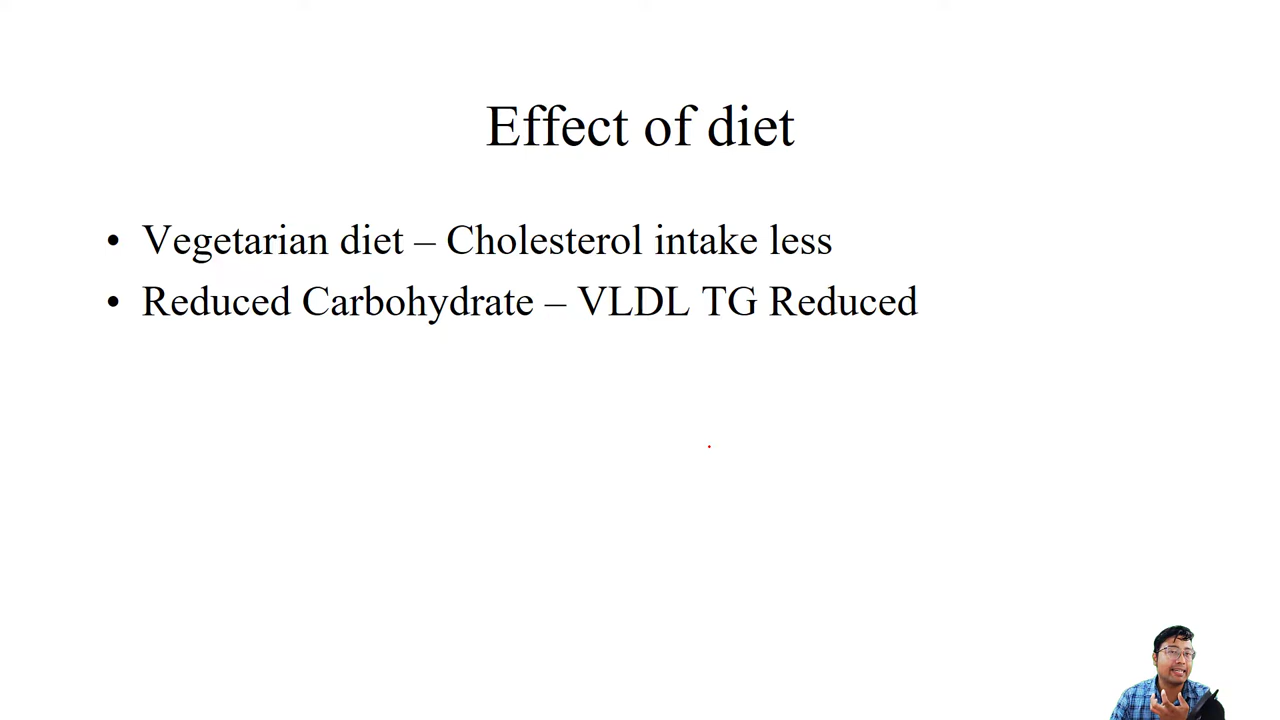 Effect of diet
• Vegetarian diet – Cholesterol intake less
• Reduced Carbohydrate – VLDL TG Reduced